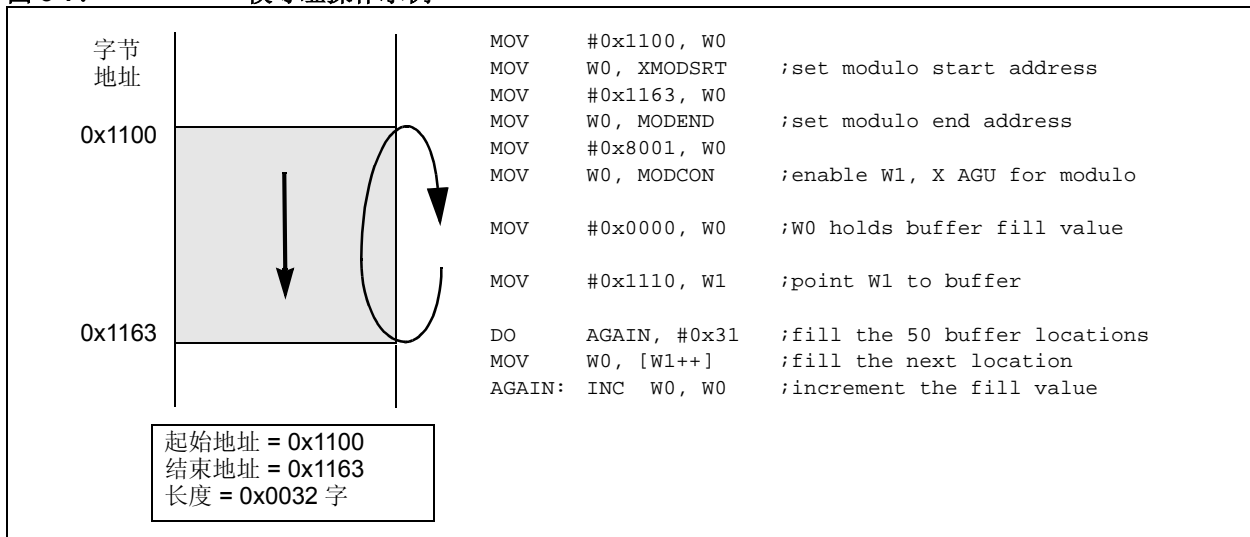 字节
地址
0x1100
0x1163
MOV #0x1100, W0
MOV W0, XMODSRT ;set modulo start address
MOV #0x1163, W0
MOV W0, MODEND ;set modulo end address
MOV #0x8001, W0
MOV W0, MODCON ;enable W1, X AGU for modulo
MOV #0x0000, W0 ;W0 holds buffer fill value
MOV #0x1110, W1 ;point W1 to buffer
DO AGAIN, #0x31 ;fill the 50 buffer locations
MOV W0, [W1++] ;fill the next location
AGAIN: INC W0, W0 ;increment the fill value
起始地址 = 0x1100
结束地址 = 0x1163
长度 = 0x0032 字